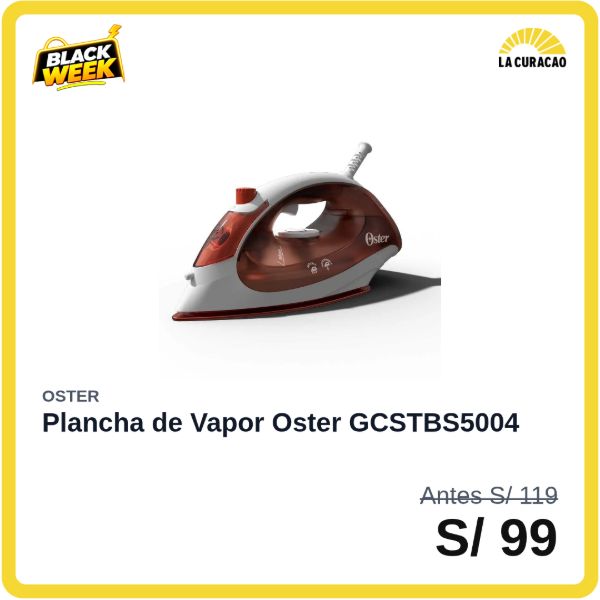 BLACK
WEEK
LA CURACAO
Oster
OSTER
Plancha de Vapor Oster GCSTBS5004
Antes S/ 119
S/ 99